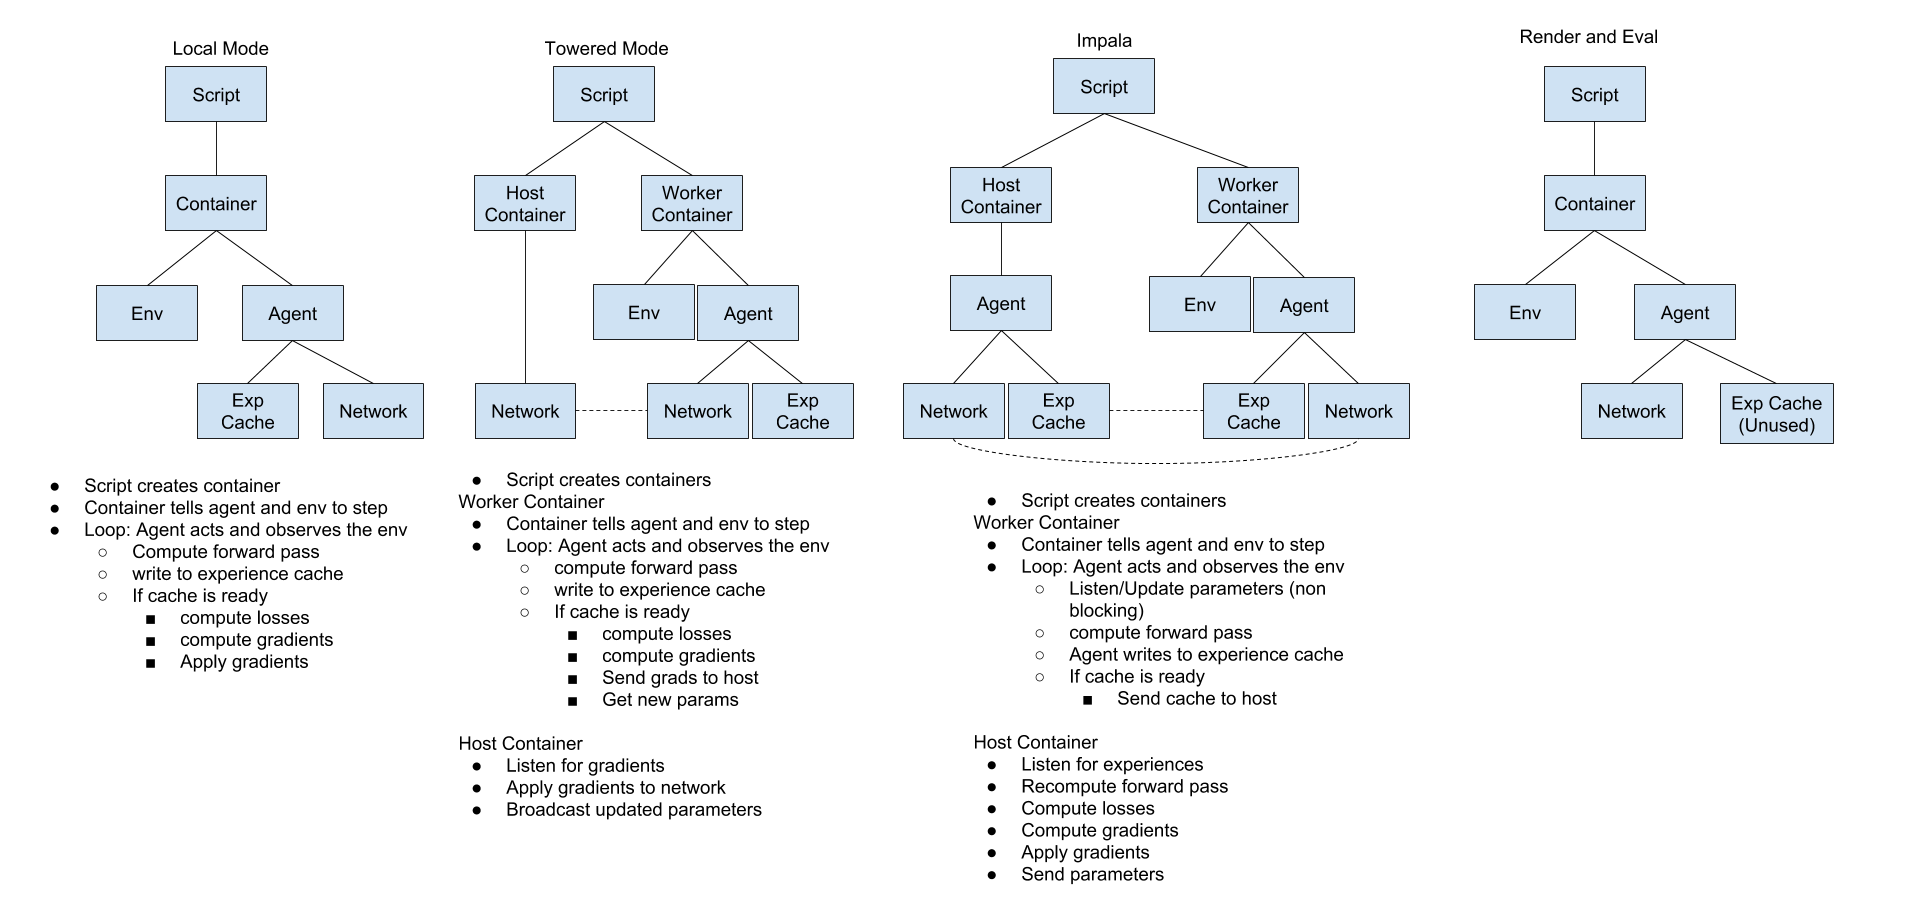 Local Mode
Script
Container
Env
Agent
Exp
Cache
Network
● Script creates container
● Container tells agent and env to step
● Loop: Agent acts and observes the env
○ Compute forward pass
○ write to experience cache
○ If cache is ready
■ compute losses
■ compute gradients
■ Apply gradients
Towered Mode
Script
Host
Container
Worker
Container
Env
Agent
Network
Network
Exp
Cache
● Script creates containers
Worker Container
● Container tells agent and env to step
● Loop: Agent acts and observes the env
○ compute forward pass
○ write to experience cache
○ If cache is ready
■ compute losses
■ compute gradients
■ Send grads to host
■ Get new params
Host Container
● Listen for gradients
● Apply gradients to network
● Broadcast updated parameters
Impala
Script
Host
Container
Worker
Container
Agent
Env
Agent
Network
Exp
Cache
Exp
Cache
Network
● Script creates containers
Worker Container
● Container tells agent and env to step
● Loop: Agent acts and observes the env
○ Listen/Update parameters (non
blocking)
○ compute forward pass
○ Agent writes to experience cache
○ If cache is ready
■ Send cache to host
Host Container
● Listen for experiences
● Recompute forward pass
● Compute losses
● Compute gradients
● Apply gradients
● Send parameters
Render and Eval
Script
Container
Env
Agent
Network
Exp Cache
(Unused)